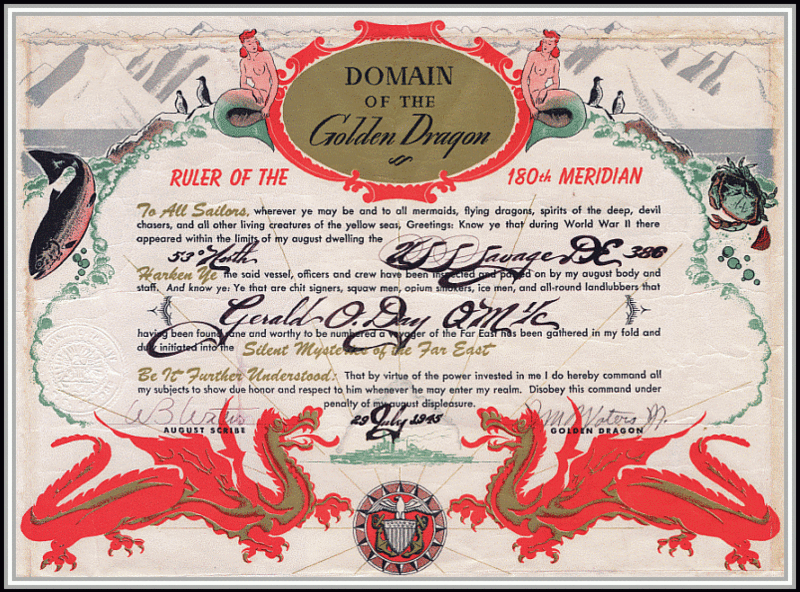 DOMAIN
OF THE
Golden Dragon
RULER OF THE 180th MERIDIAN
To All Sailors, wherever ye may be and to all mermaids, flying dragons, spirits of the deep, devil
chasers, and all other living creatures of the yellow seas, Greetings: Know ye that during World War II there
appeared within the limits of my august dwelling the
53° Noth USS Savage DE 386
Harken Ye the said vessel, officers and crew have been inspected and passed on by my august body and
staff. And know ye: Ye that are chit signers, squaw men, opium smokers, ice men, and all-round landlubbers that
Gerald O. Day QM 1/c
having been found sane and worthy to be numbered a voyager of the Far East has been gathered in my fold and
duly initiated into the Silent Mysteries of the Far East
Be It Further Understood: That by virtue of the power invested in me I do hereby command all
my subjects to show due honor and respect to him whenever he may enter my realm. Disobey this command under
penalty of my august displeasure.
29 July 1945
AUGUST SCRIBE GOLDEN DRAGON